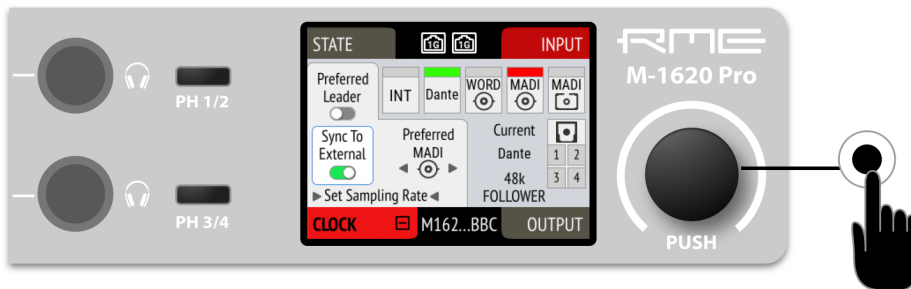 STATE
1G 1G
INPUT
Preferred
Leader
INT
Dante
WORD
MADI
MADI
Sync To
External
Preferred
MADI
Set Sampling Rate
Current
Dante
48k
FOLLOWER
1 2
3 4
CLOCK
M162...BBC
OUTPUT
PH 1/2
PH 3/4
RME
M-1620 Pro
PUSH